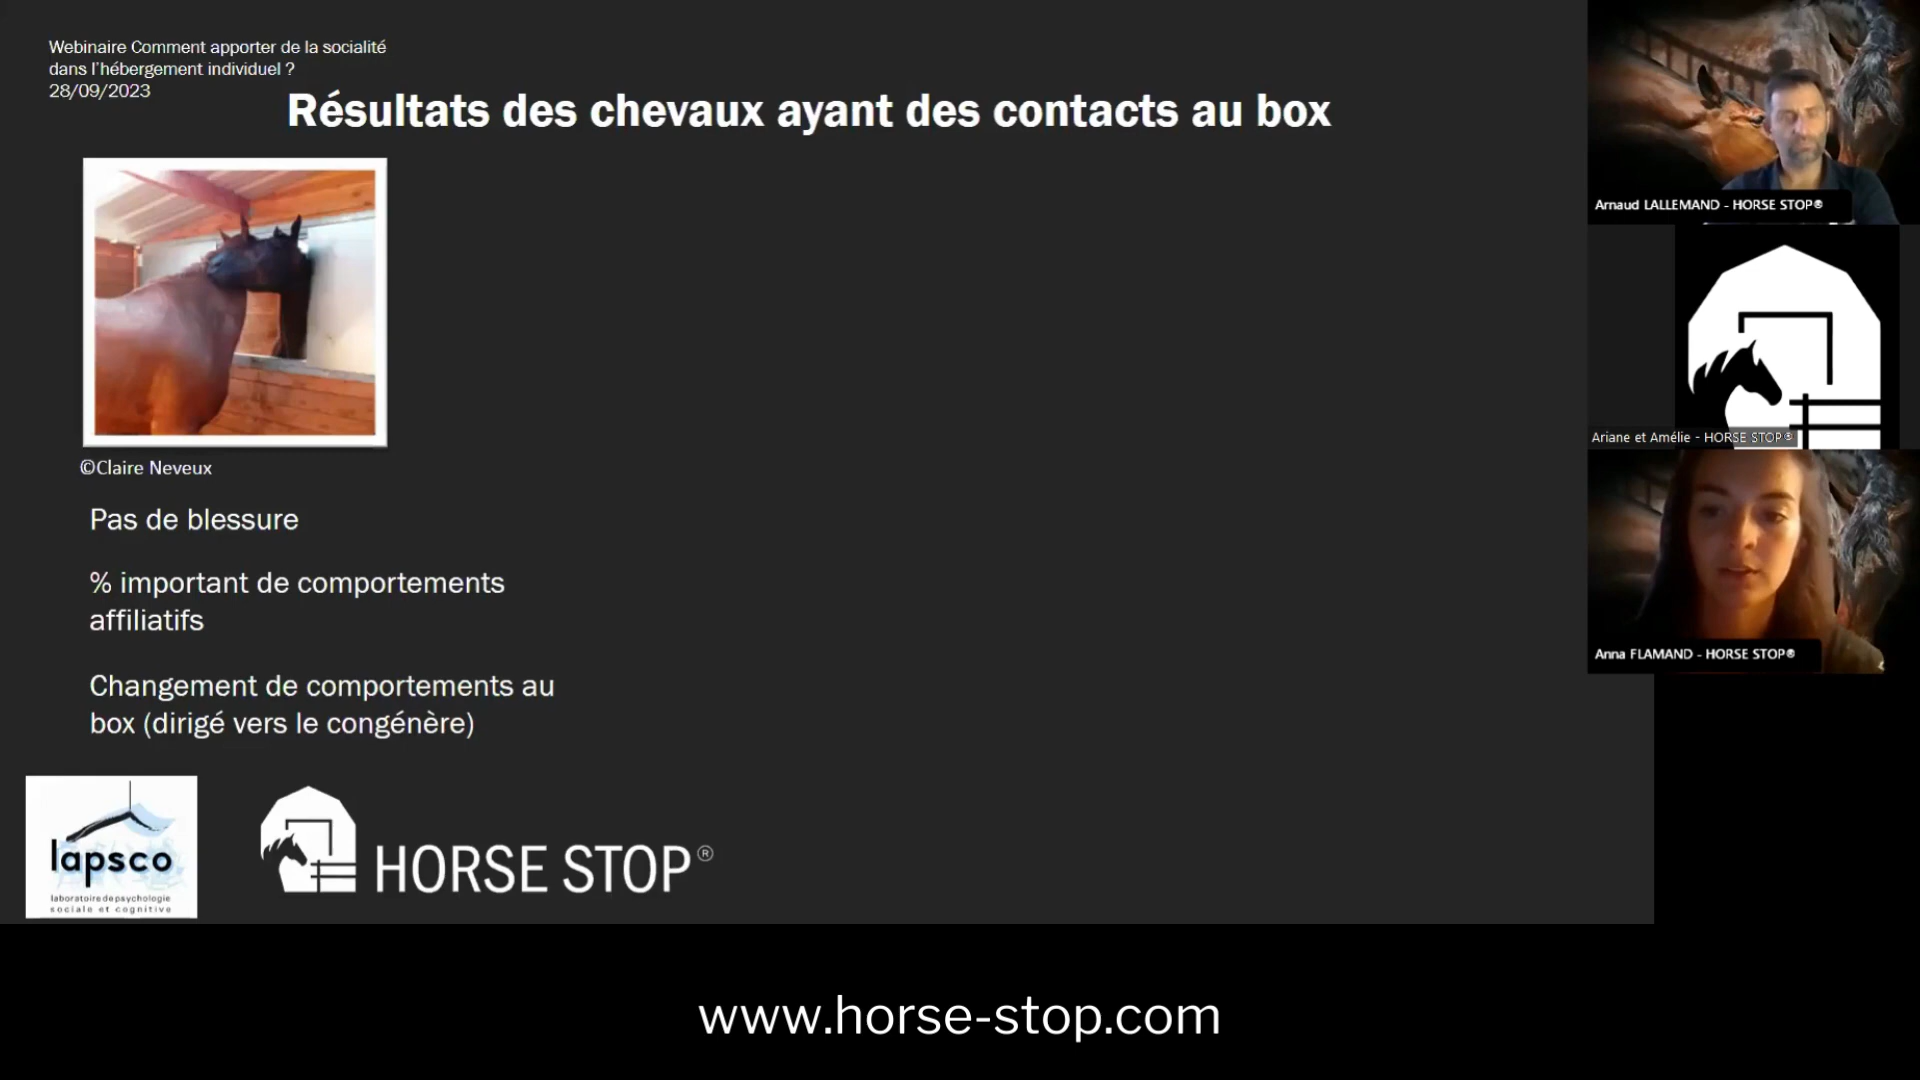 Webinaire Comment apporter de la socialité
dans l'hébergement individuel ?
28/09/2023
Résultats des chevaux ayant des contacts au box
©Claire Neveux
Pas de blessure
% important de comportements
affiliatifs
Changement de comportements au
box (dirigé vers le congénère)
lapsco
laboratoire de psychologie
sociale et cognitive
HORSE STOP®
Arnaud LALLEMAND - HORSE STOP®
Ariane et Amélie - HORSE STOP®
Anna FLAMAND - HORSE STOP®
www.horse-stop.com